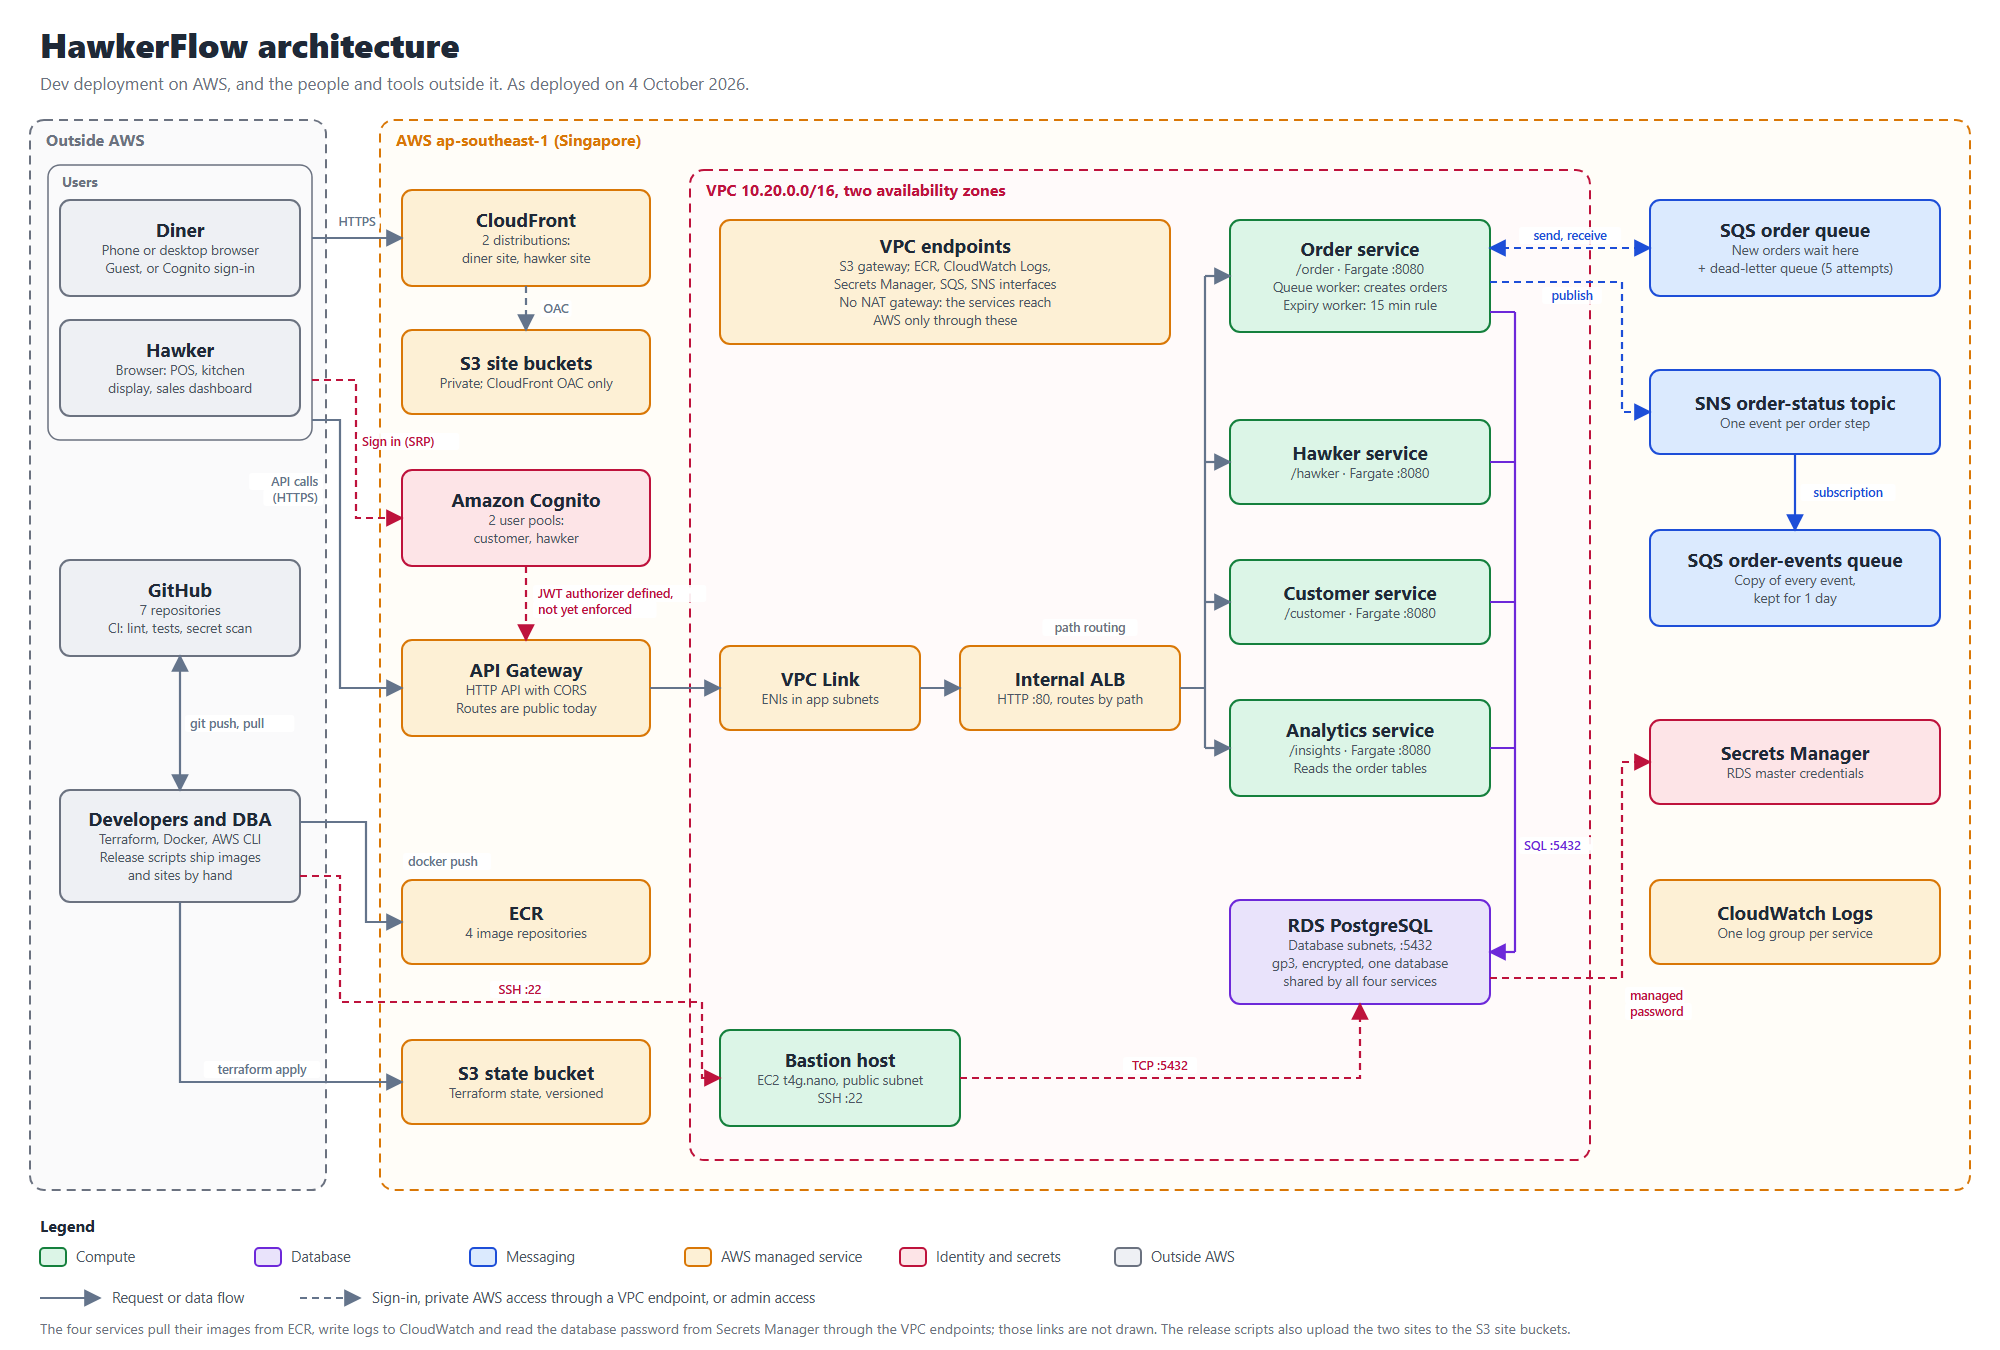 HawkerFlow architecture
Dev deployment on AWS, and the people and tools outside it. As deployed on 4 October 2026.
Outside AWS
Users
Diner
Phone or desktop browser
Guest, or Cognito sign-in
Hawker
Browser: POS, kitchen
display, sales dashboard
HTTPS
Sign in (SRP)
API calls
(HTTPS)
GitHub
7 repositories
CI: lint, tests, secret scan
git push, pull
Developers and DBA
Terraform, Docker, AWS CLI
Release scripts ship images
and sites by hand
docker push
SSH :22
terraform apply
AWS ap-southeast-1 (Singapore)
CloudFront
2 distributions:
diner site, hawker site
OAC
S3 site buckets
Private; CloudFront OAC only
Amazon Cognito
2 user pools:
customer, hawker
JWT authorizer defined,
not yet enforced
API Gateway
HTTP API with CORS
Routes are public today
ECR
4 image repositories
S3 state bucket
Terraform state, versioned
VPC 10.20.0.0/16, two availability zones
VPC endpoints
S3 gateway; ECR, CloudWatch Logs,
Secrets Manager, SQS, SNS interfaces
No NAT gateway: the services reach
AWS only through these
VPC Link
ENIs in app subnets
path routing
Internal ALB
HTTP :80, routes by path
Bastion host
EC2 t4g.nano, public subnet
SSH :22
TCP :5432
Order service
/order · Fargate :8080
Queue worker: creates orders
Expiry worker: 15 min rule
Hawker service
/hawker · Fargate :8080
Customer service
/customer · Fargate :8080
Analytics service
/insights · Fargate :8080
Reads the order tables
SQL :5432
RDS PostgreSQL
Database subnets, :5432
gp3, encrypted, one database
shared by all four services
send, receive
publish
SQS order queue
New orders wait here
+ dead-letter queue (5 attempts)
SNS order-status topic
One event per order step
subscription
SQS order-events queue
Copy of every event,
kept for 1 day
Secrets Manager
RDS master credentials
CloudWatch Logs
One log group per service
managed
password
Legend
Compute
Database
Messaging
AWS managed service
Identity and secrets
Outside AWS
Request or data flow
Sign-in, private AWS access through a VPC endpoint, or admin access
The four services pull their images from ECR, write logs to CloudWatch and read the database password from Secrets Manager through the VPC endpoints; those links are not drawn. The release scripts also upload the two sites to the S3 site buckets.